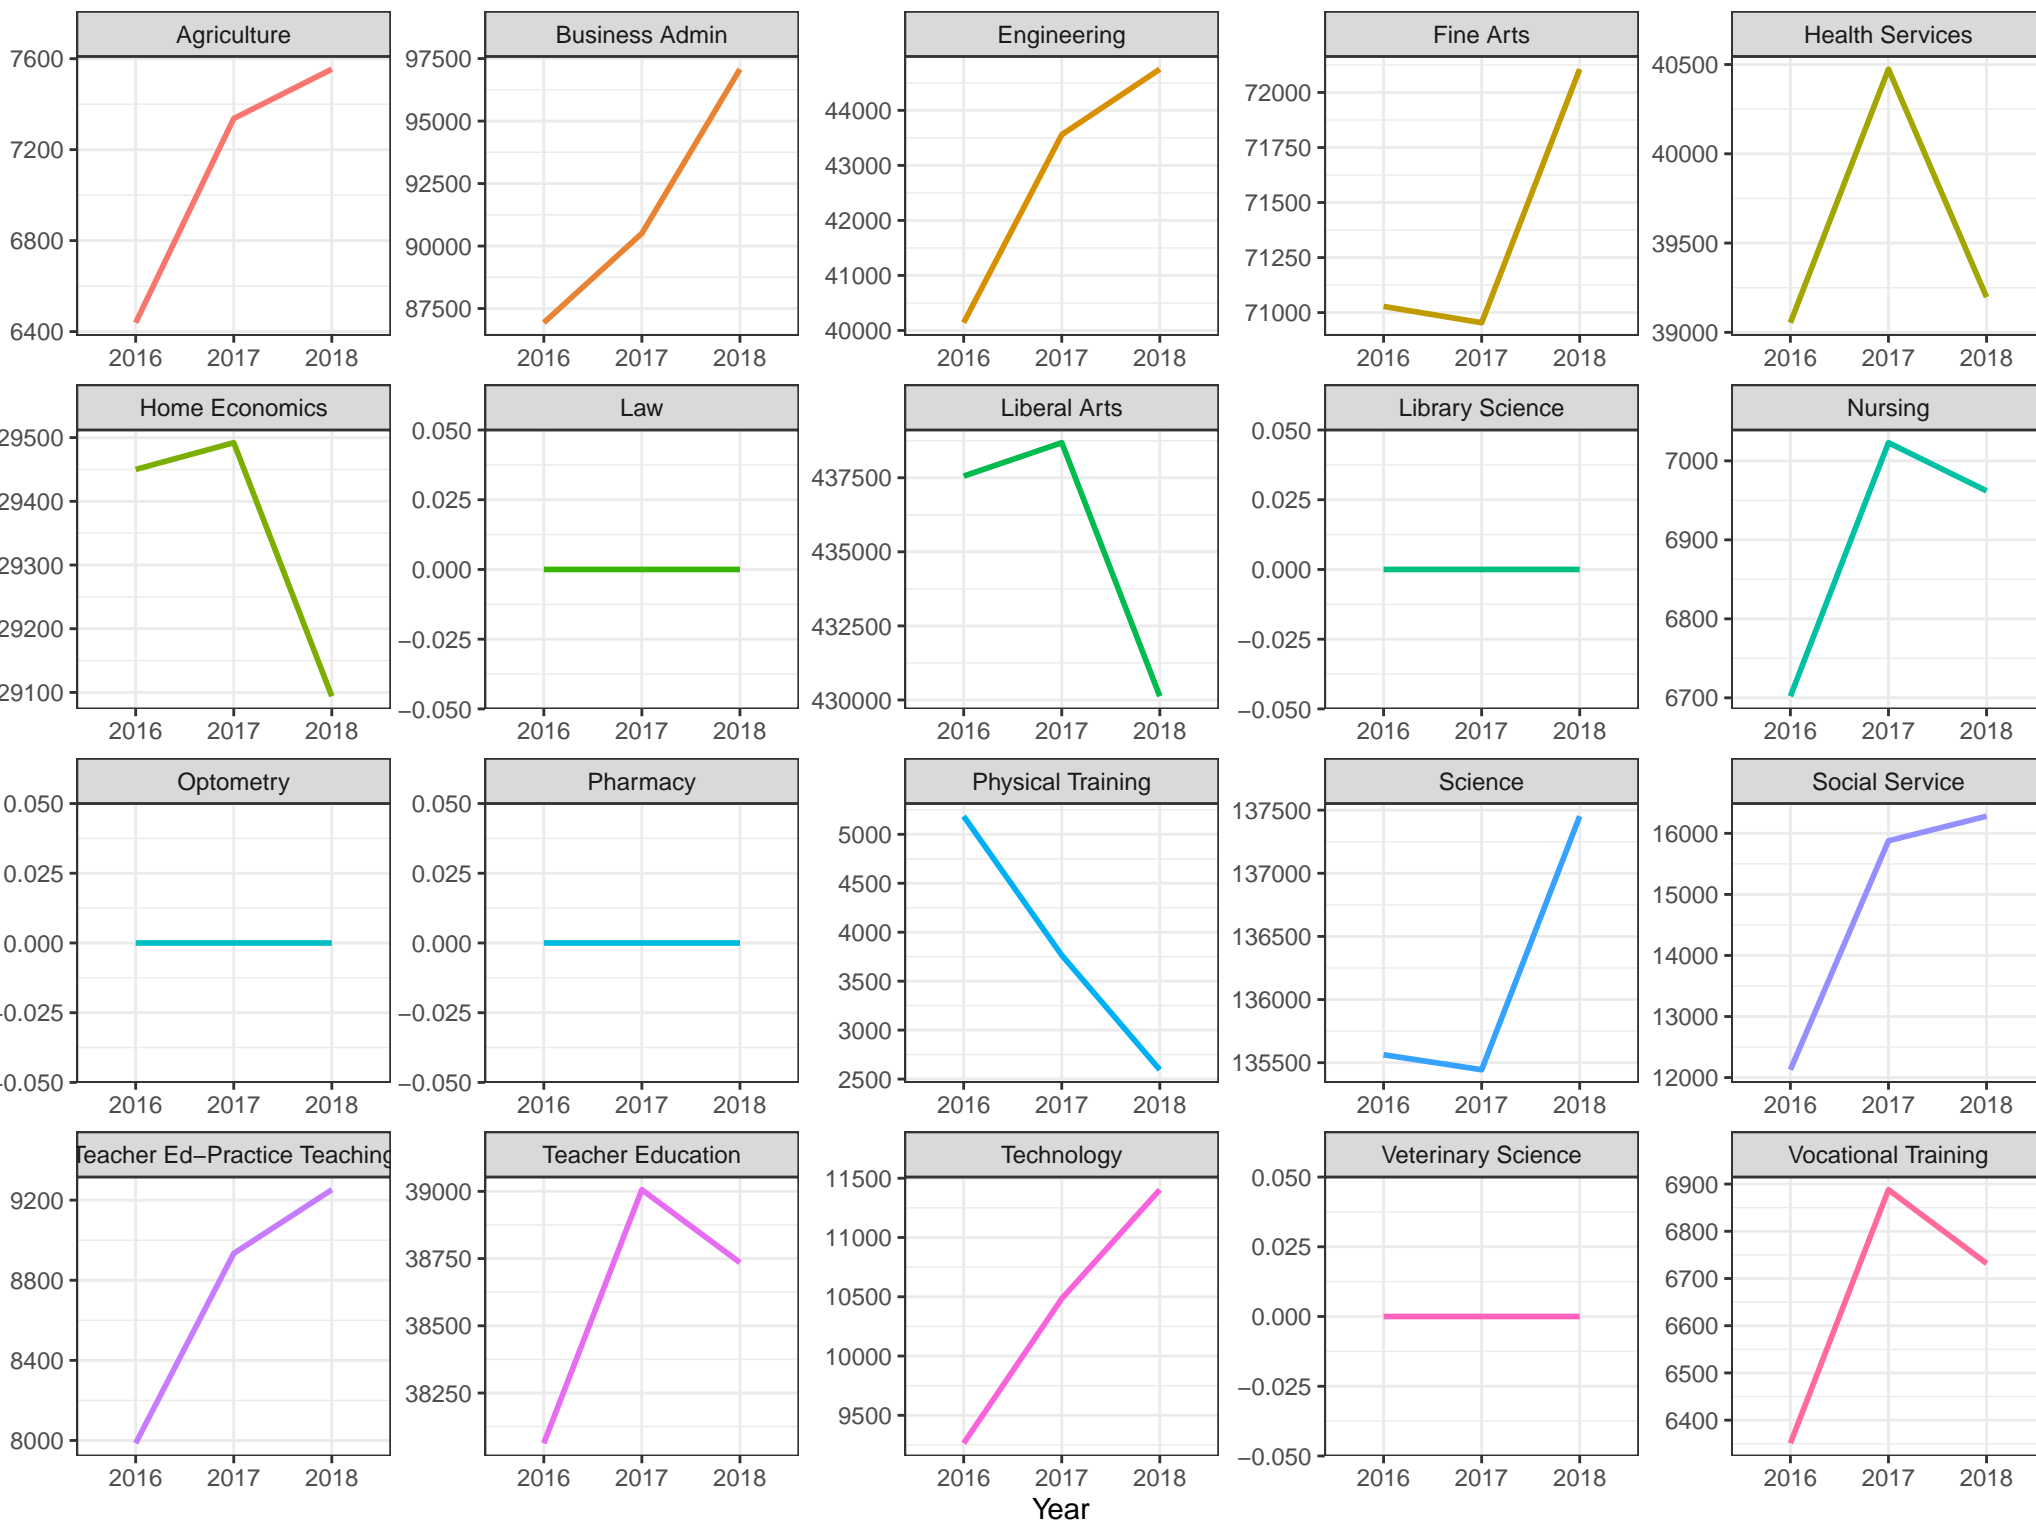 Agriculture Business Admin Engineering Fine Arts Health Services
7600 7200 6800 6400
97500 95000 92500 90000 87500
44000 43000 42000 41000 40000
72000 71750 71500 71250 71000
40500 40000 39500 39000
2016 2017 2018 2016 2017 2018 2016 2017 2018 2016 2017 2018 2016 2017 2018
Home Economics Law Liberal Arts Library Science Nursing
29500 29400 29300 29200 29100
0.050 0.025 0.000 −0.025 −0.050
437500 435000 432500 430000
0.050 0.025 0.000 −0.025 −0.050
7000 6900 6800 6700
2016 2017 2018 2016 2017 2018 2016 2017 2018 2016 2017 2018 2016 2017 2018
Optometry Pharmacy Physical Training Science Social Service
0.050 0.025 0.000 −0.025 −0.050
0.050 0.025 0.000 −0.025 −0.050
5000 4500 4000 3500 3000 2500
137500 137000 136500 136000 135500
16000 15000 14000 13000 12000
2016 2017 2018 2016 2017 2018 2016 2017 2018 2016 2017 2018 2016 2017 2018
Teacher Ed−Practice Teaching Teacher Education Technology Veterinary Science Vocational Training
9200 8800 8400 8000
39000 38750 38500 38250
11500 11000 10500 10000 9500
0.050 0.025 0.000 −0.025 −0.050
6900 6800 6700 6600 6500 6400
2016 2017 2018 2016 2017 2018 2016 2017 2018 2016 2017 2018 2016 2017 2018
Year